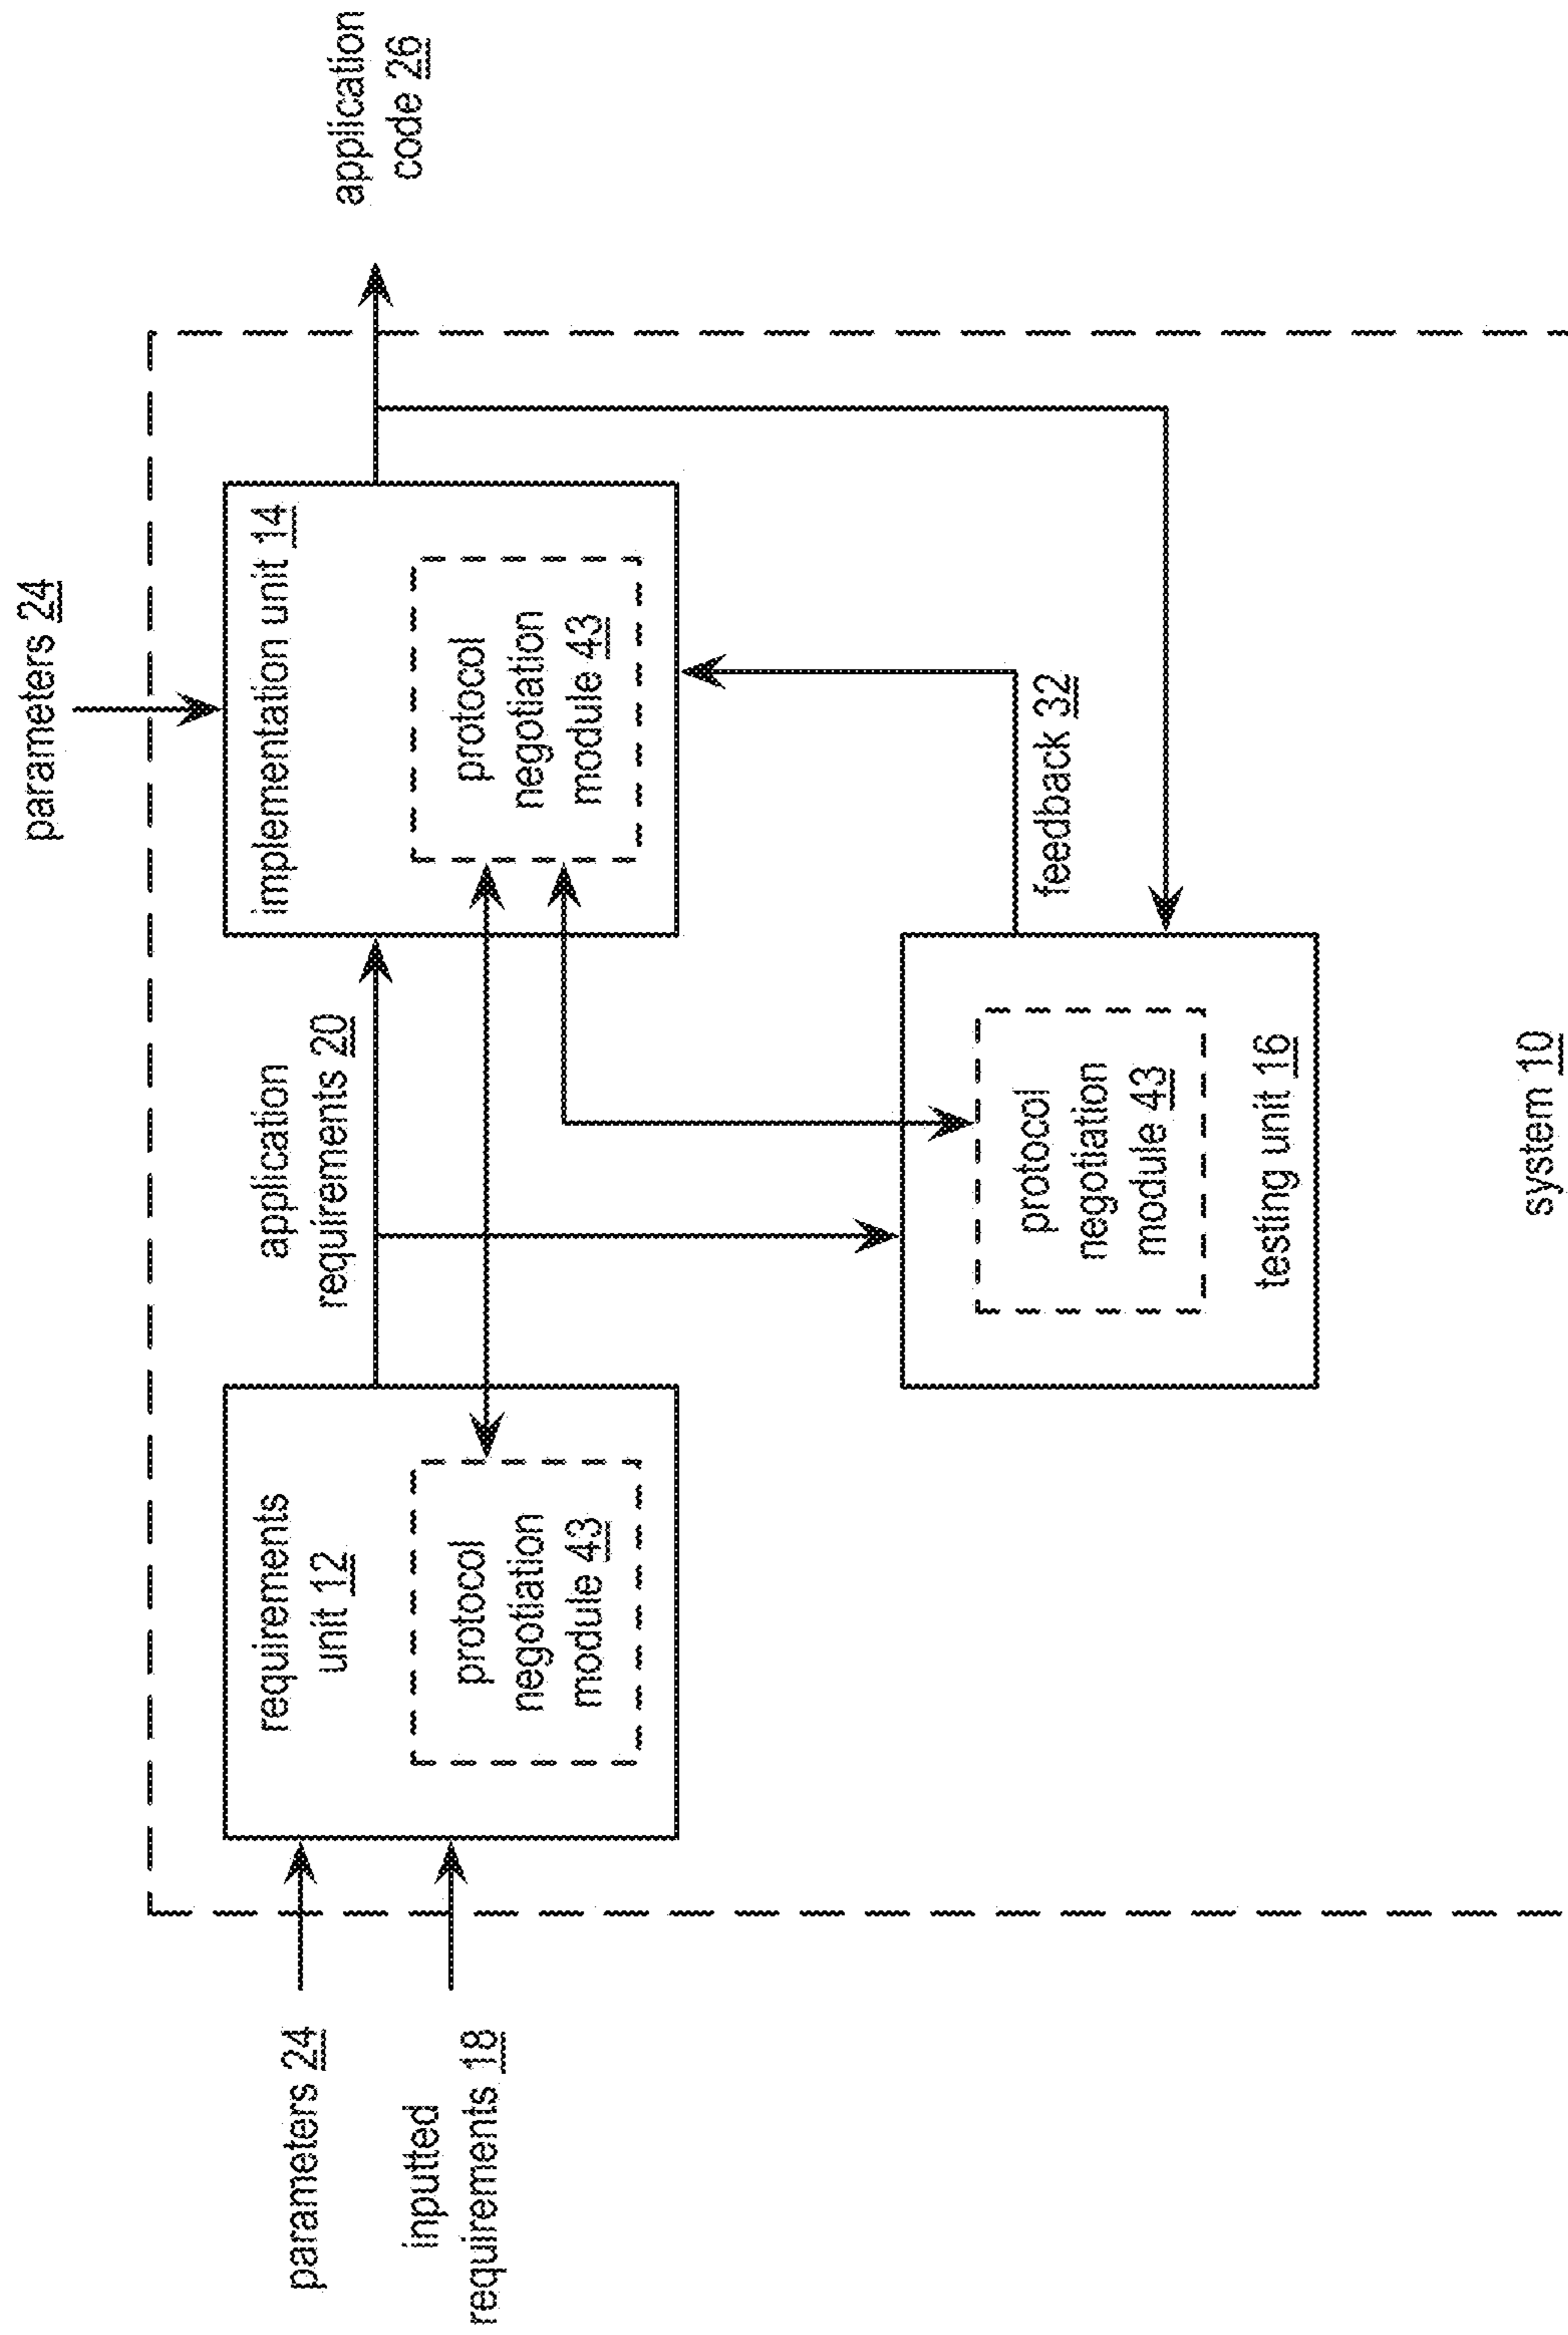 parameters 24
inputted
requirements 18
requirements
unit 12
protocol
negotiation
module 43
application
requirements 20
parameters 24
implementation unit 14
protocol
negotiation
module 43
application
code 26
feedback 32
protocol
negotiation
module 43
testing unit 16
system 10